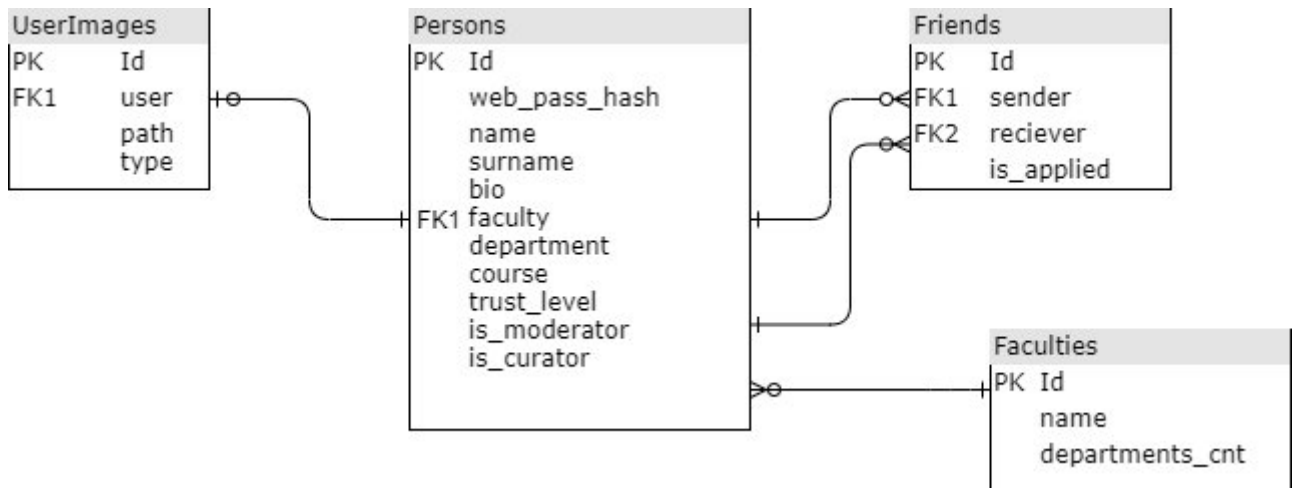 UserImages
PK Id
FK1 user
path
type
Persons
PK Id
web_pass_hash
name
surname
bio
FK1 faculty
department
course
trust_level
is_moderator
is_curator
Friends
PK Id
FK1 sender
FK2 reciever
is_applied
Faculties
PK Id
name
departments_cnt